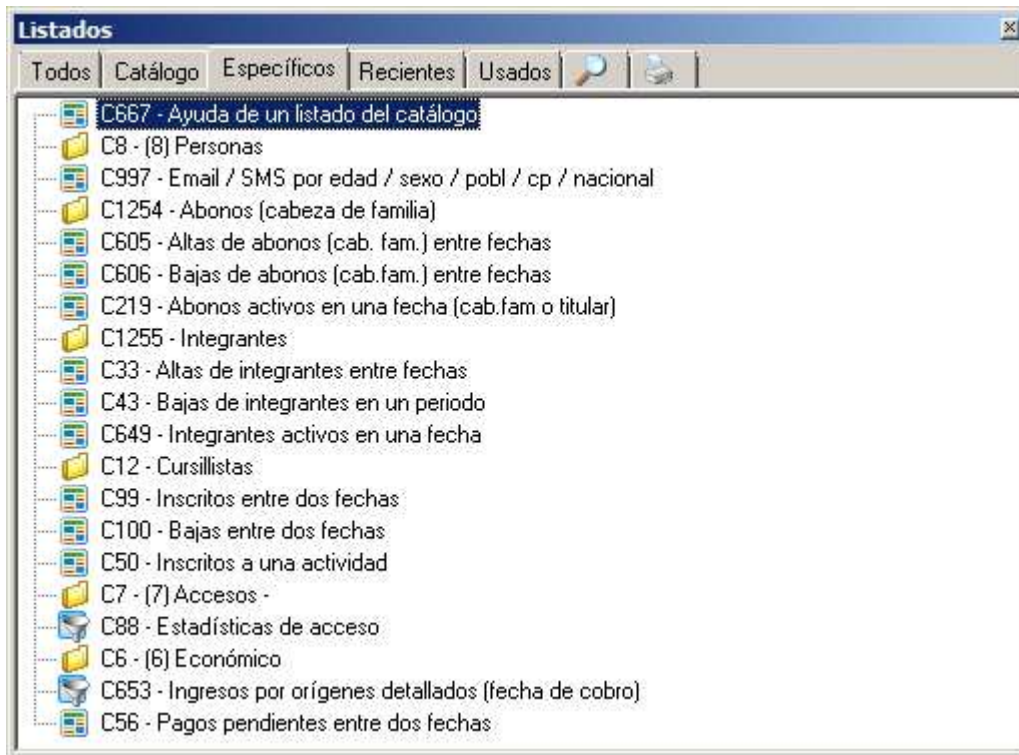 Listados
Todos Catálogo Específicos Recientes Usados
C667 - Ayuda de un listado del catálogo
C8 - (8) Personas
C997 - Email / SMS por edad / sexo / pobl / cp / nacional
C1254 - Abonos (cabeza de familia)
C605 - Altas de abonos (cab. fam.) entre fechas
C606 - Bajas de abonos (cab.fam.) entre fechas
C219 - Abonos activos en una fecha (cab.fam o titular)
C1255 - Integrantes
C33 - Altas de integrantes entre fechas
C43 - Bajas de integrantes en un periodo
C649 - Integrantes activos en una fecha
C12 - Cursillistas
C99 - Inscritos entre dos fechas
C100 - Bajas entre dos fechas
C50 - Inscritos a una actividad
C7 - (7) Accesos -
C88 - Estadísticas de acceso
C6 - (6) Económico
C653 - Ingresos por orígenes detallados (fecha de cobro)
C56 - Pagos pendientes entre dos fechas